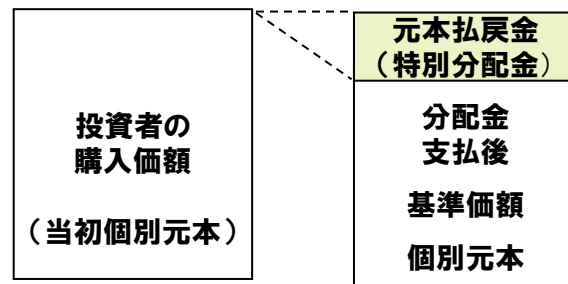 投資者の
購入価額
（当初個別元本）
元本払戻金
（特別分配金）
分配金
支払後
基準価額
個別元本